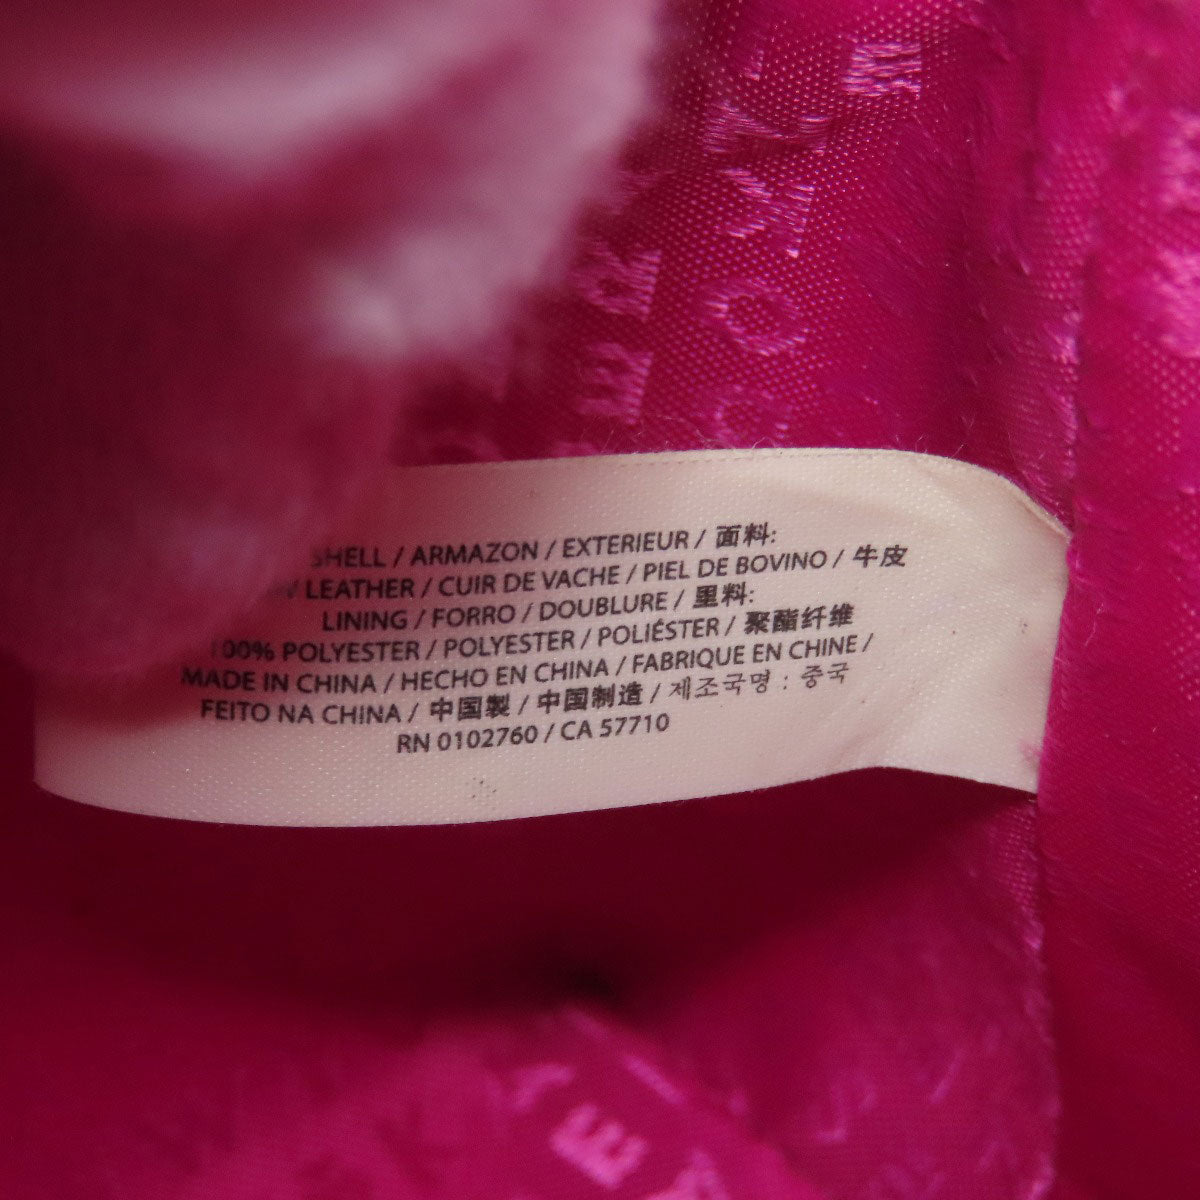 SHELL / ARMAZON / EXTERIEUR / 面料:
LEATHER / CUIR DE VACHE / PIEL DE BOVINO / 牛皮
LINING / FORRO / DOUBLURE / 里料:
100% POLYESTER / POLYESTER / POLIÉSTER / 聚酯纤维
MADE IN CHINA / HECHO EN CHINA / FABRIQUE EN CHINE /
FEITO NA CHINA / 中国製 / 中国制造 / 제조국명 : 중국
RN 0102760 / CA 57710